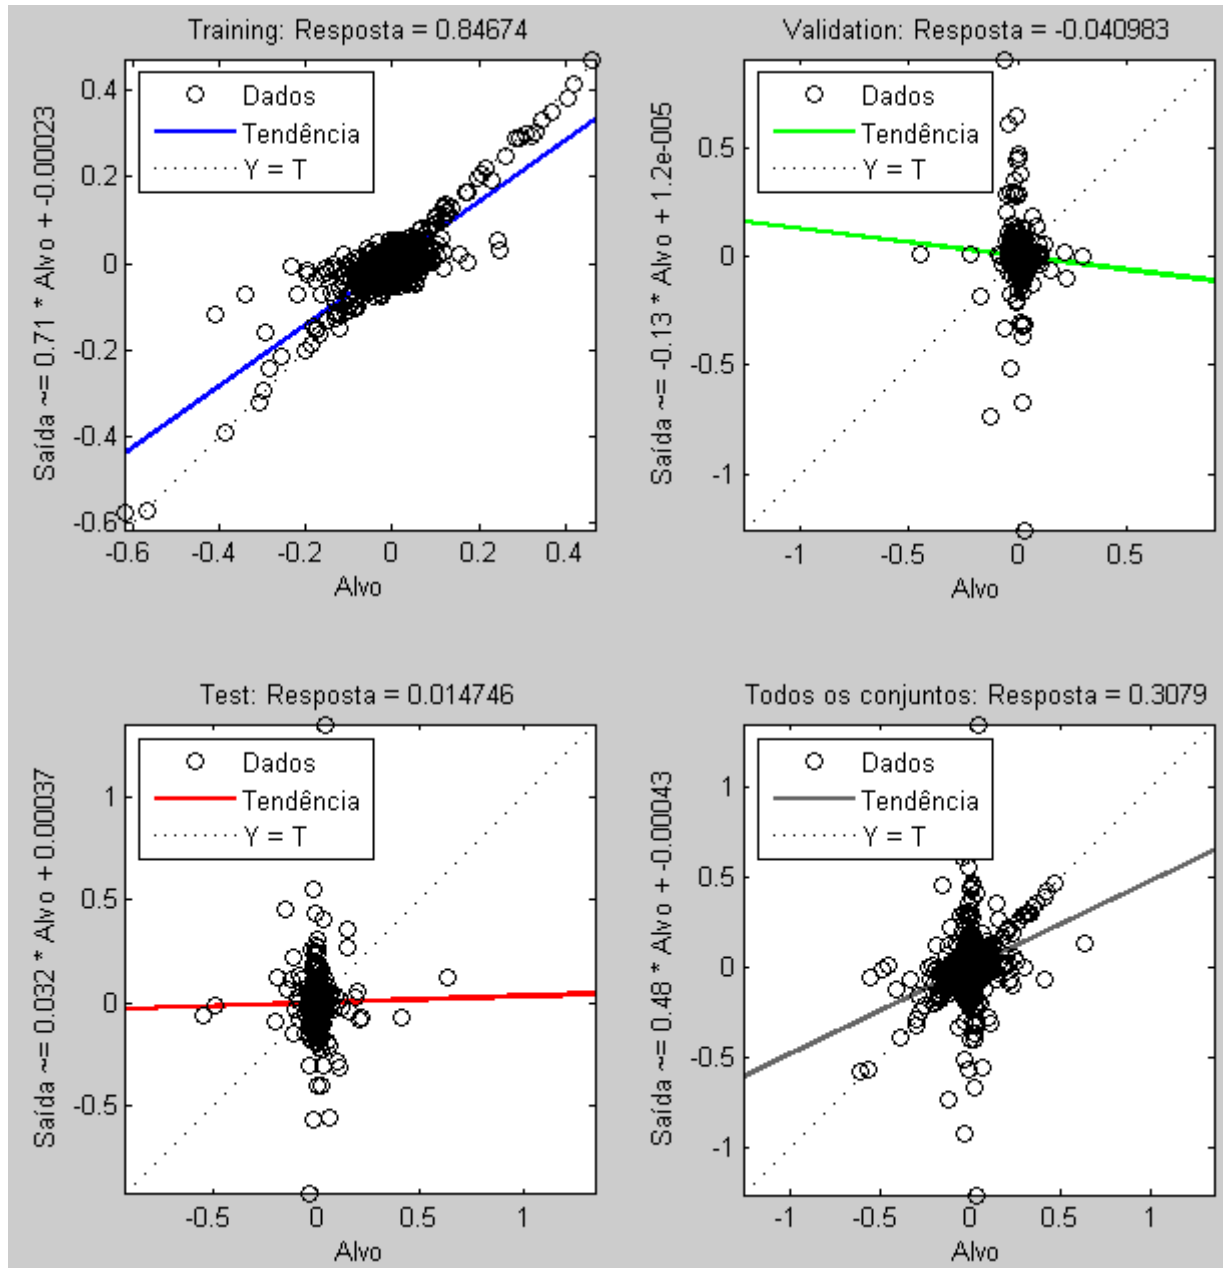 Training: Resposta = 0.84674
Saída ~= 0.71 * Alvo + -0.00023
Dados
Tendência
Y = T
0.4
0.2
0
-0.2
-0.4
-0.6
-0.6 -0.4 -0.2 0 0.2 0.4
Alvo
Validation: Resposta = -0.040983
Saída ~= -0.13 * Alvo + 1.2e-005
Dados
Tendência
Y = T
0.5
0
-0.5
-1
-1 -0.5 0 0.5
Alvo
Test: Resposta = 0.014746
Saída ~= 0.032 * Alvo + 0.00037
Dados
Tendência
Y = T
1
0.5
0
-0.5
-0.5 0 0.5 1
Alvo
Todos os conjuntos: Resposta = 0.3079
Saída ~= 0.48 * Alvo + -0.00043
Dados
Tendência
Y = T
1
0.5
0
-0.5
-1
-1 -0.5 0 0.5 1
Alvo